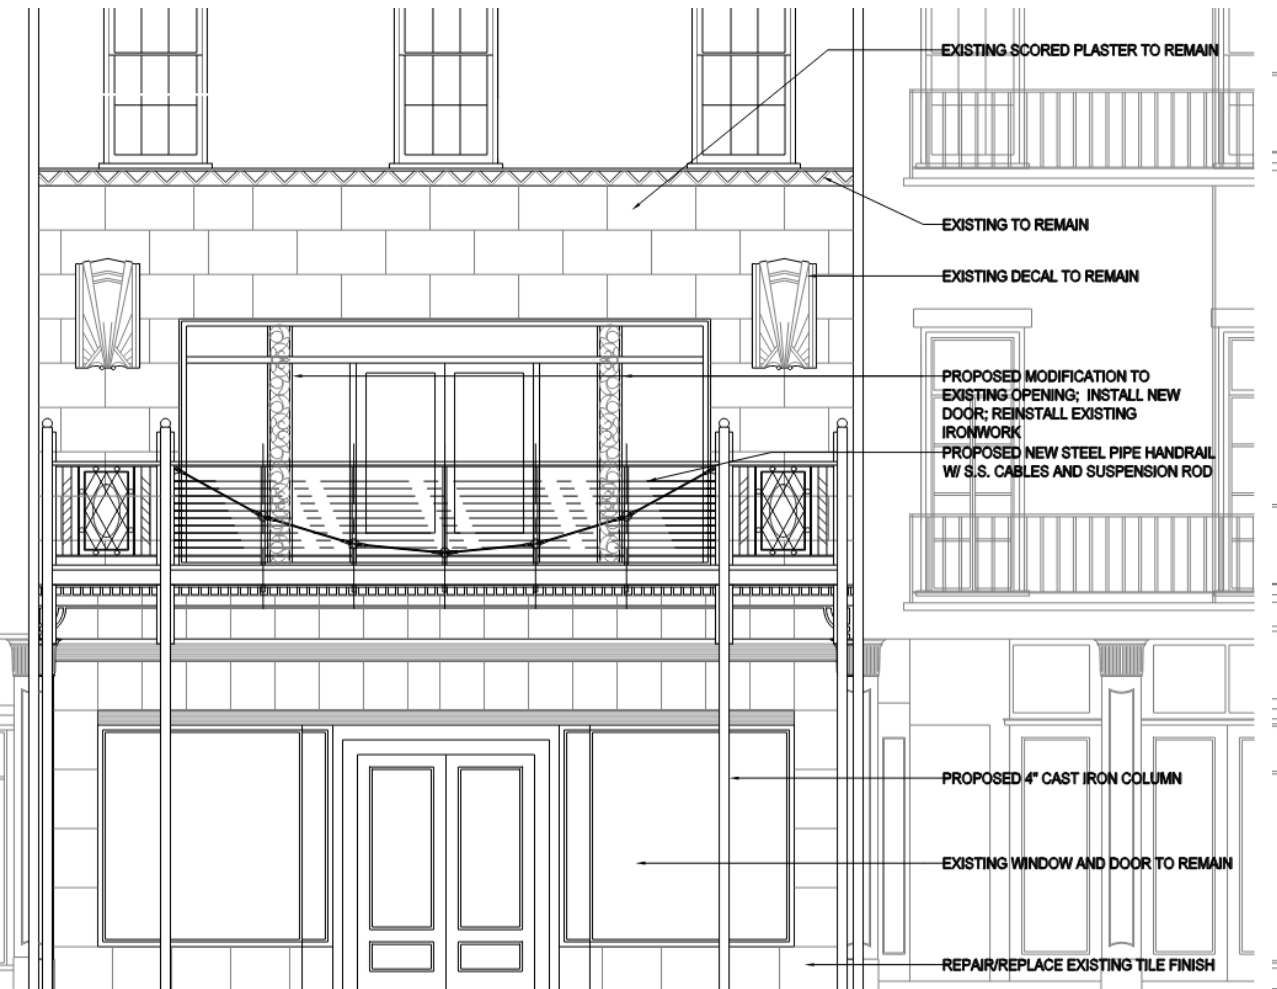 EXISTING SCORED PLASTER TO REMAIN
EXISTING TO REMAIN
EXISTING DECAL TO REMAIN
PROPOSED MODIFICATION TO
EXISTING OPENING; INSTALL NEW
DOOR; REINSTALL EXISTING
IRONWORK
PROPOSED NEW STEEL PIPE HANDRAIL
W/ S.S. CABLES AND SUSPENSION ROD
PROPOSED 4" CAST IRON COLUMN
EXISTING WINDOW AND DOOR TO REMAIN
REPAIR/REPLACE EXISTING TILE FINISH